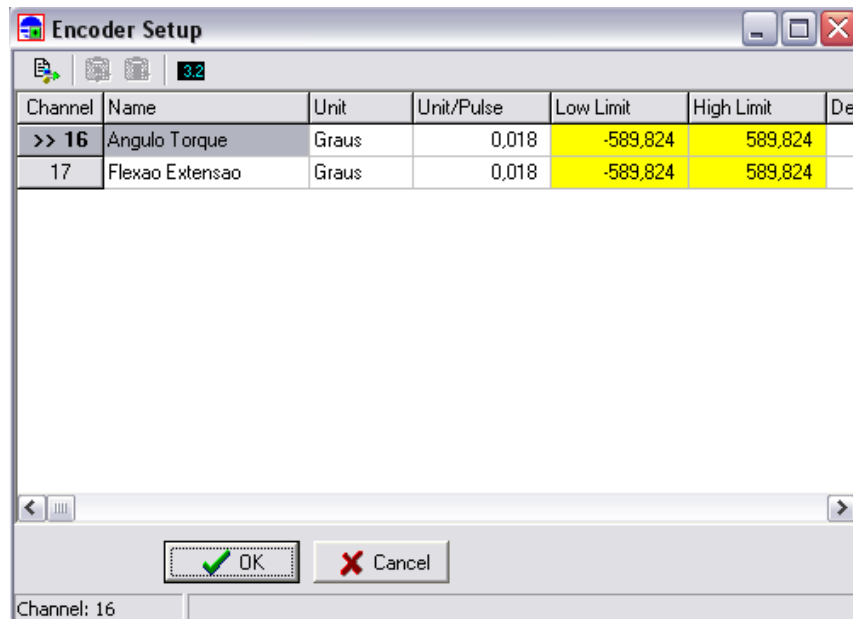 Encoder Setup
3.2
Channel Name Unit Unit/Pulse Low Limit High Limit De
>> 16 Angulo Torque Graus 0,018 -589,824 589,824
17 Flexao Extensao Graus 0,018 -589,824 589,824
OK Cancel
Channel: 16